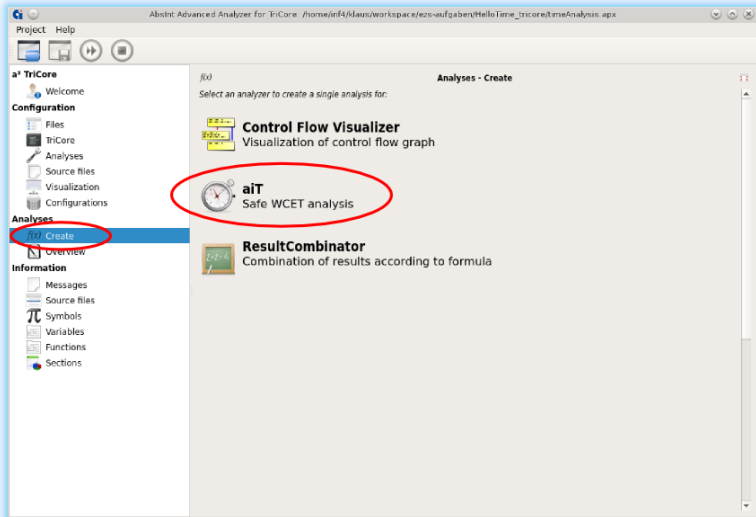 AbsInt Advanced Analyzer for TriCore /home/inf4/klaus/workspace/ezs-aufgaben/HelloTime_tricore/timeAnalysis.apx
Project Help
a³ TriCore
Welcome
Configuration
Files
TriCore
Analyses
Source files
Visualization
Configurations
Analyses
f(x) Create
Overview
Information
Messages
Source files
Symbols
Variables
Functions
Sections
f(x) Analyses - Create
Select an analyzer to create a single analysis for:
Control Flow Visualizer
Visualization of control flow graph
aiT
Safe WCET analysis
ResultCombinator
Combination of results according to formula